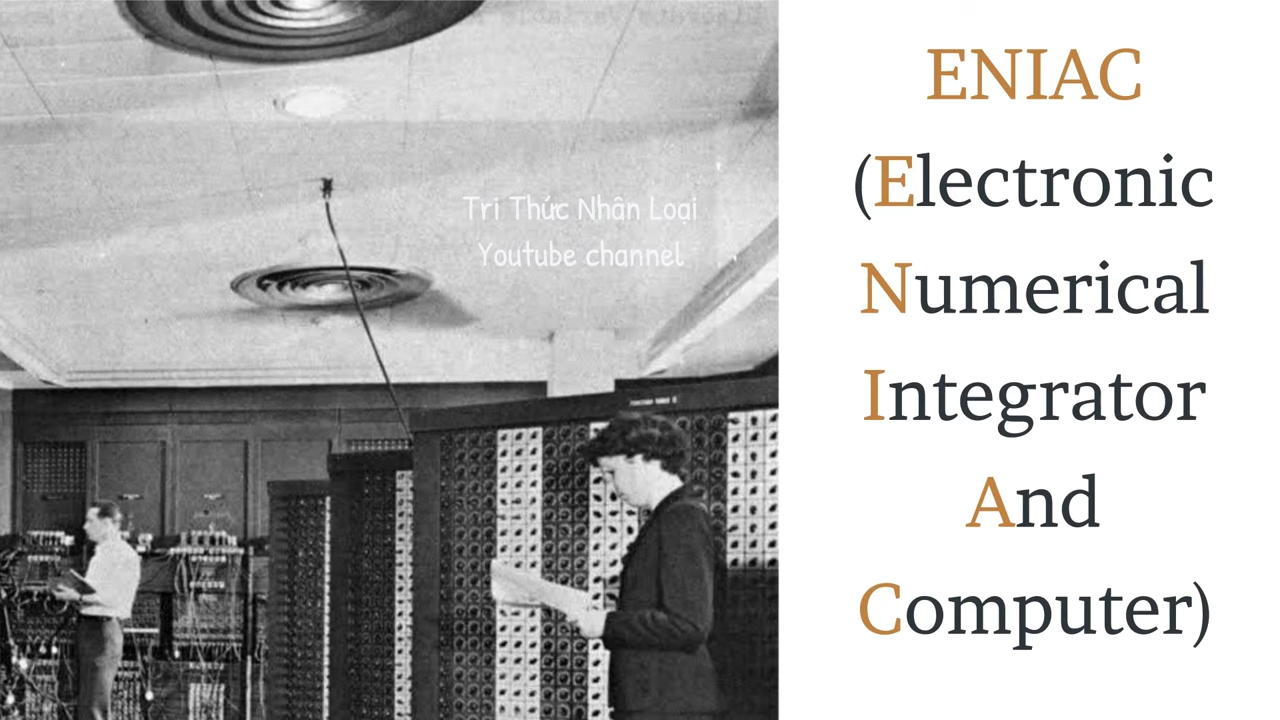 Tri Thức Nhân Loại
Youtube channel
ENIAC
(Electronic
Numerical
Integrator
And
Computer)